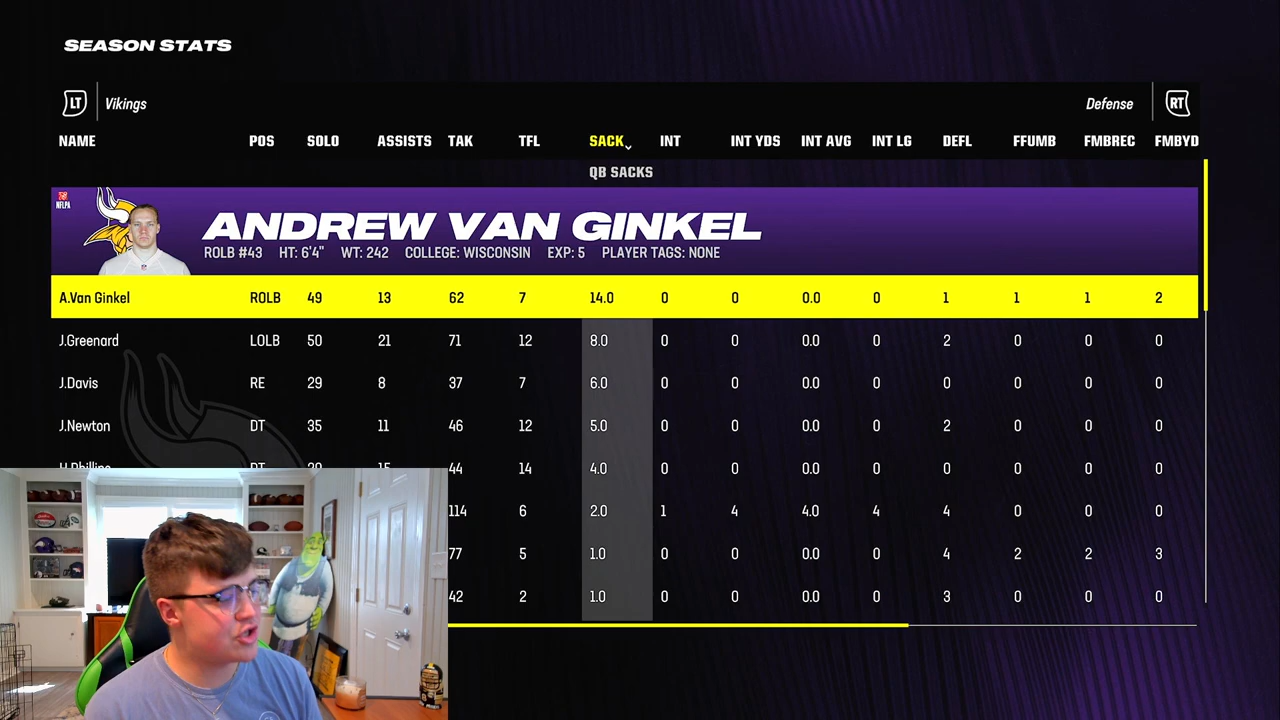 SEASON STATS
LT Vikings Defense RT
NAME POS SOLO ASSISTS TAK TFL SACK INT INT YDS INT AVG INT LG DEFL FFUMB FMBREC FMBYD
QB SACKS
NFLPA
ANDREW VAN GINKEL
ROLB #43 HT: 6'4" WT: 242 COLLEGE: WISCONSIN EXP: 5 PLAYER TAGS: NONE
A.Van Ginkel ROLB 49 13 62 7 14.0 0 0 0.0 0 1 1 1 2
J.Greenard LOLB 50 21 71 12 8.0 0 0 0.0 0 2 0 0 0
J.Davis RE 29 8 37 7 6.0 0 0 0.0 0 0 0 0 0
J.Newton DT 35 11 46 12 5.0 0 0 0.0 0 2 0 0 0
44 14 4.0 0 0 0.0 0 0 0 0 0
114 6 2.0 1 4 4.0 4 4 0 0 0
77 5 1.0 0 0 0.0 0 4 2 2 3
42 2 1.0 0 0 0.0 0 3 0 0 0